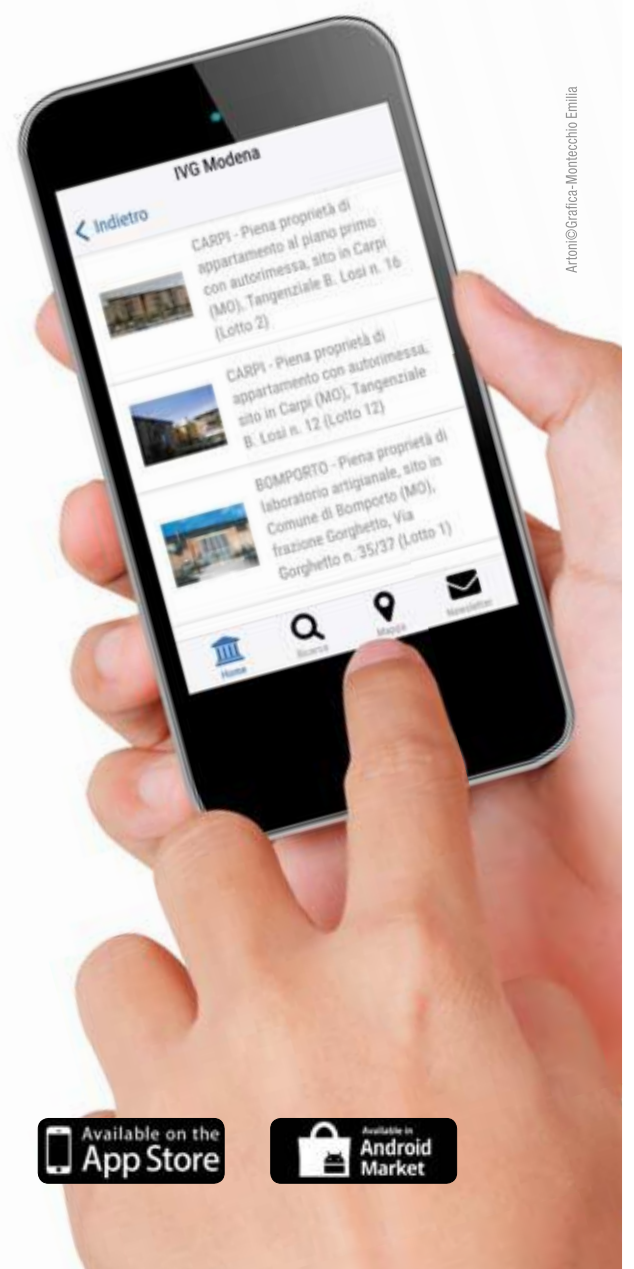 IVG Modena
Indietro
CARPI - Piena proprietà di
appartamento al piano primo
con autorimessa, sito in Carpi
(MO), Tangenziale B. Losi n. 16
(Lotto 2)
CARPI - Piena proprietà di
appartamento con autorimessa,
sito in Carpi (MO), Tangenziale
B. Losi n. 12 (Lotto 12)
BOMPORTO - Piena proprietà di
laboratorio artigianale, sito in
Comune di Bomporto (MO),
frazione Gorghetto, Via
Gorghetto n. 35/37 (Lotto 1)
Home
Ricerca
Mappa
Newsletter
Artoni©Grafica-Montecchio Emilia
Available on the
App Store
Available in
Android
Market